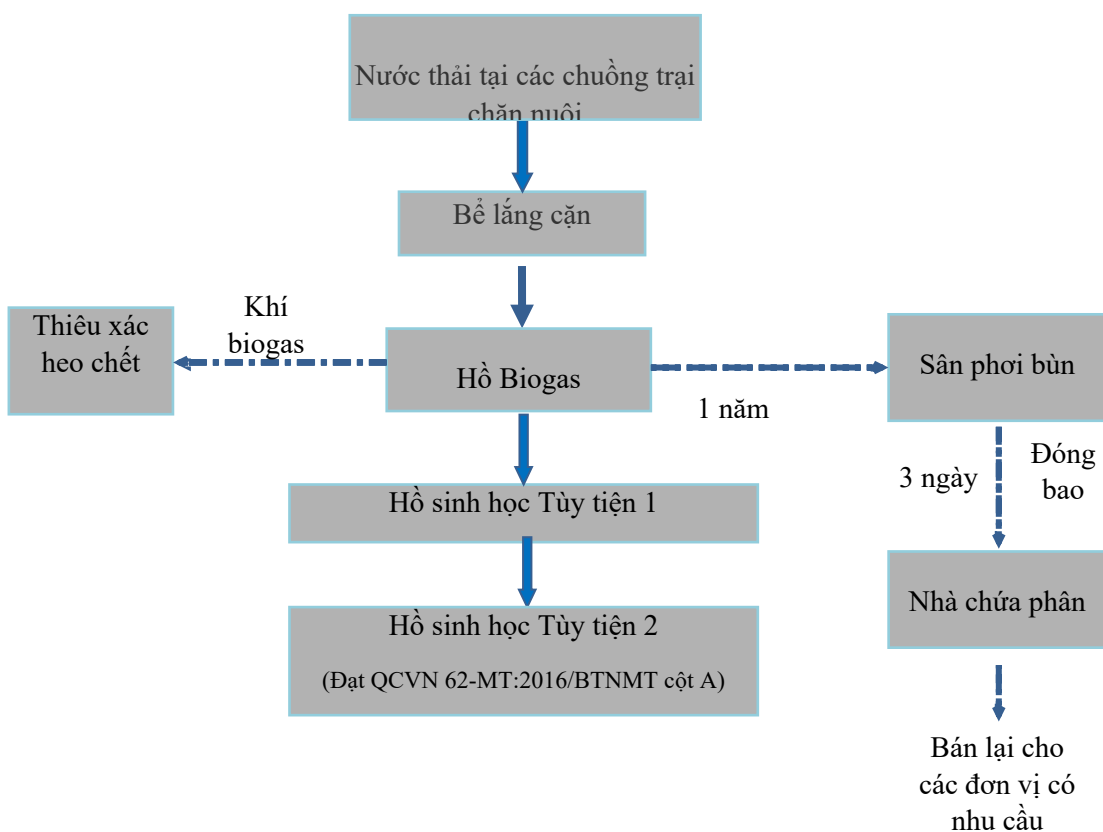 Nước thải tại các chuồng trại
chăn nuôi
Bể lắng cặn
Khí
biogas
Thiêu xác
heo chết
Hồ Biogas
1 năm
Sân phơi bùn
3 ngày
Đóng
bao
Hồ sinh học Tùy tiện 1
Nhà chứa phân
Hồ sinh học Tùy tiện 2
(Đạt QCVN 62-MT:2016/BTNMT cột A)
Bán lại cho
các đơn vị có
nhu cầu